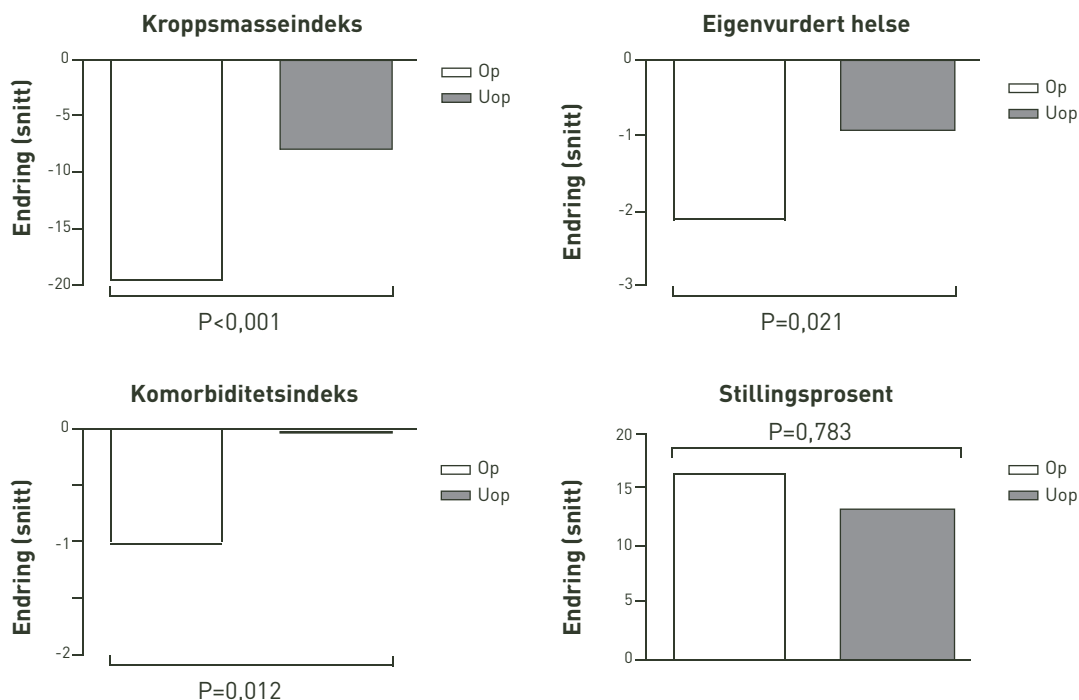 Kroppsmasseindeks
Endring (snitt)
0
-5
-10
-15
-20
Op
Uop
P<0,001
Eigenvurdert helse
Endring (snitt)
0
-1
-2
-3
Op
Uop
P=0,021
Komorbiditetsindeks
Endring (snitt)
0
-1
-2
Op
Uop
P=0,012
Stillingsprosent
Endring (snitt)
P=0,783
20
15
10
5
0
Op
Uop